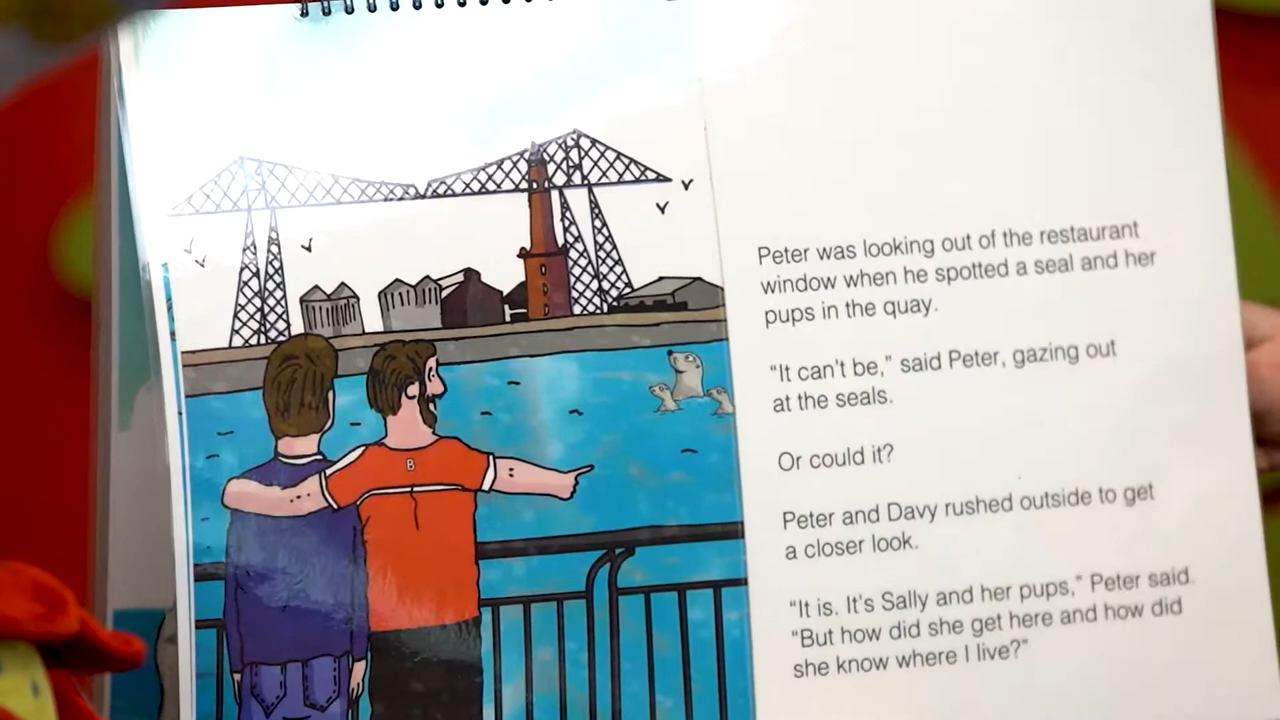 Peter was looking out of the restaurant
window when he spotted a seal and her
pups in the quay.
“It can't be,” said Peter, gazing out
at the seals.
Or could it?
Peter and Davy rushed outside to get
a closer look.
“It is. It's Sally and her pups,” Peter said.
“But how did she get here and how did
she know where I live?”
B